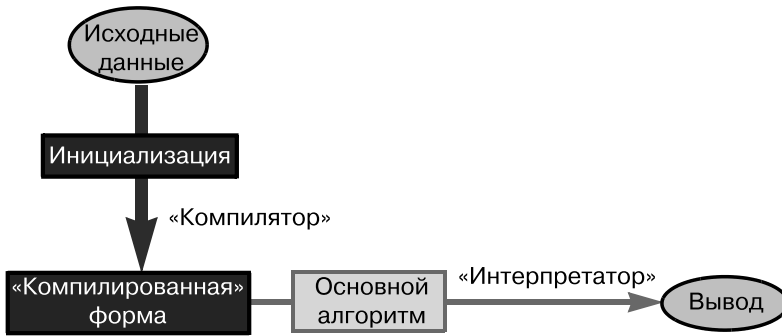 Исходные
данные
Инициализация
«Компилятор»
«Компилированная»
форма
Основной
алгоритм
«Интерпретатор»
Вывод